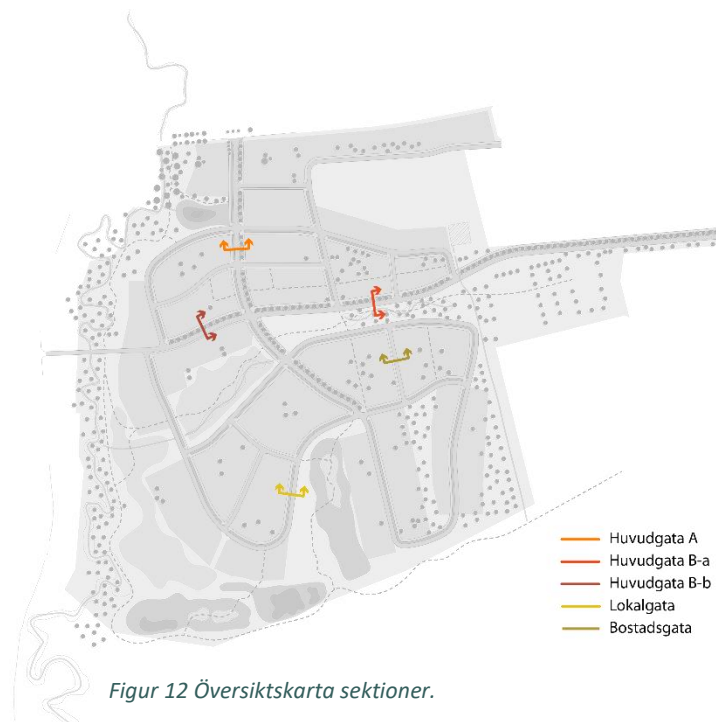 Huvudgata A
Huvudgata B-a
Huvudgata B-b
Lokalgata
Bostadsgata
Figur 12 Översiktskarta sektioner.